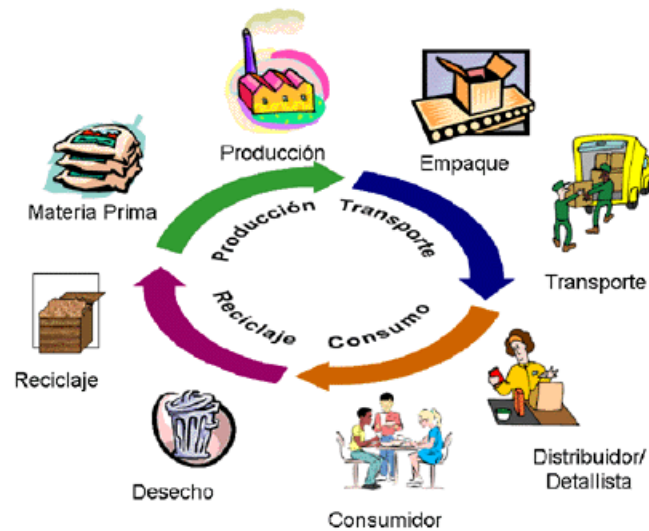 Producción
Empaque
Materia Prima
Transporte
Producción
Transporte
Reciclaje
Consumo
Reciclaje
Distribuidor/
Detallista
Desecho
Consumidor